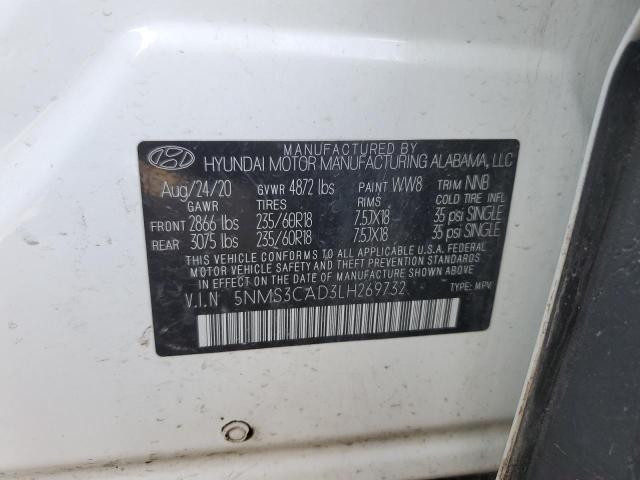 MANUFACTURED BY
HYUNDAI MOTOR MANUFACTURING ALABAMA, LLC
Aug/24/20 GVWR 4872 lbs PAINT WW8 TRIM NNB
GAWR TIRES RIMS COLD TIRE INFL
FRONT 2866 lbs 235/60R18 7.5JX18 35 psi SINGLE
REAR 3075 lbs 235/60R18 7.5JX18 35 psi SINGLE
THIS VEHICLE CONFORMS TO ALL APPLICABLE U.S.A. FEDERAL
MOTOR VEHICLE SAFETY AND THEFT PREVENTION STANDARDS
IN EFFECT ON THE DATE OF MANUFACTURE SHOWN ABOVE.
V.I.N 5NMS3CAD3LH269732 TYPE: MPV